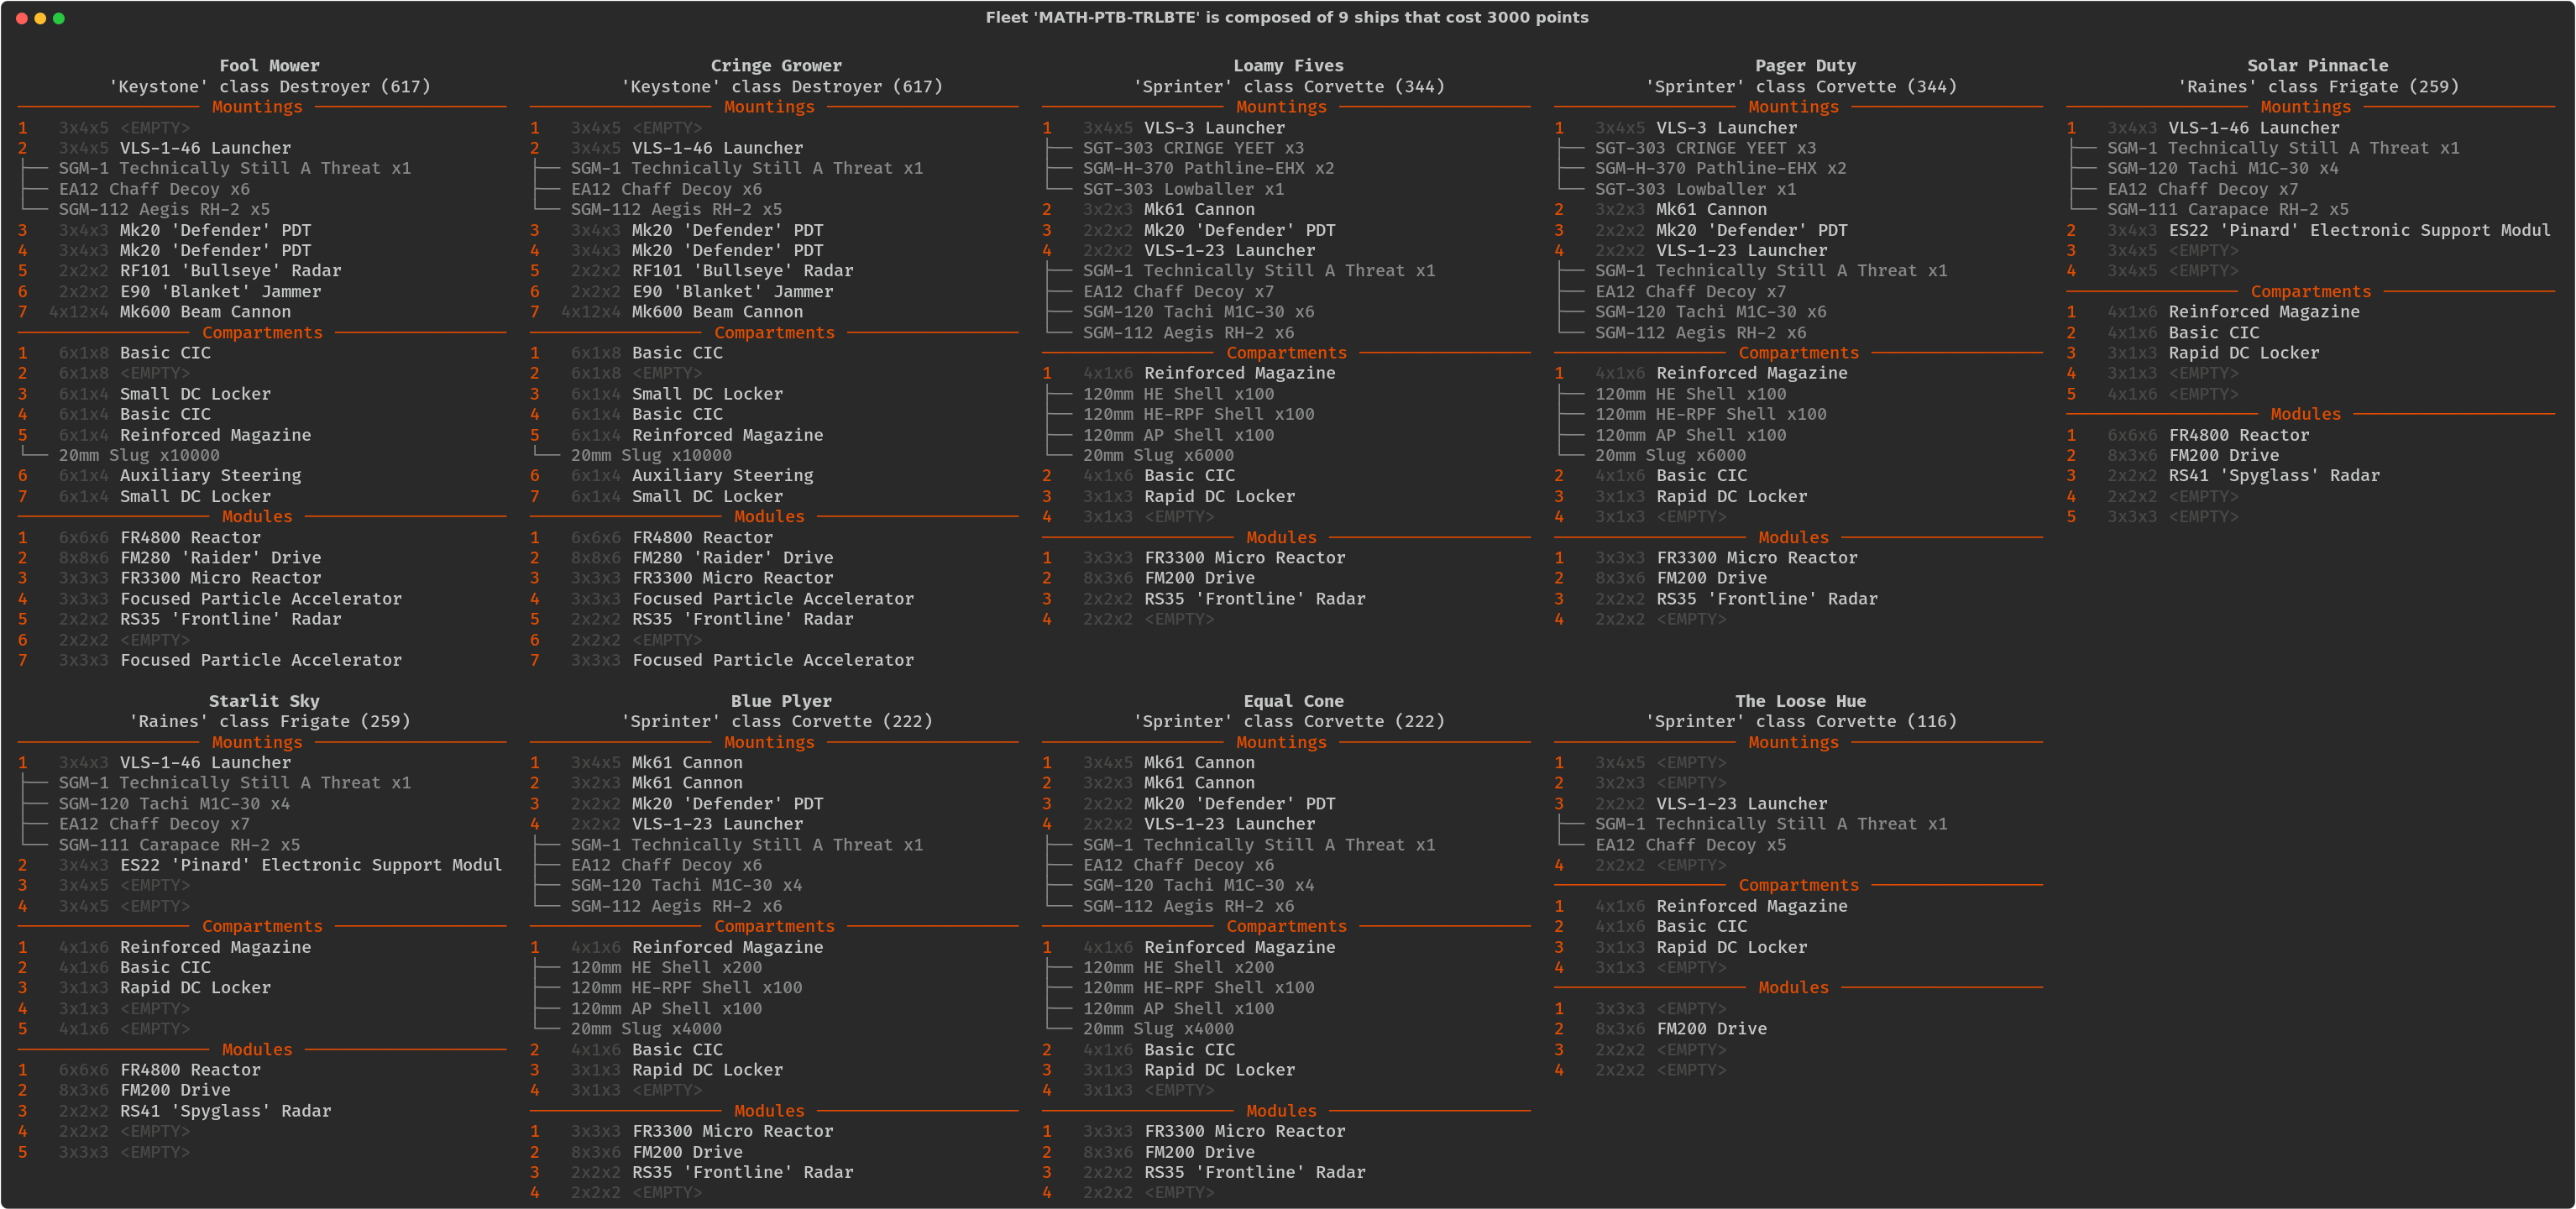 Fleet 'MATH-PTB-TRLBTE' is composed of 9 ships that cost 3000 points
Fool Mower
'Keystone' class Destroyer (617)
Mountings
1 3x4x5 <EMPTY>
2 3x4x5 VLS-1-46 Launcher
SGM-1 Technically Still A Threat x1
EA12 Chaff Decoy x6
SGM-112 Aegis RH-2 x5
3 3x4x3 Mk20 'Defender' PDT
4 3x4x3 Mk20 'Defender' PDT
5 2x2x2 RF101 'Bullseye' Radar
6 2x2x2 E90 'Blanket' Jammer
7 4x12x4 Mk600 Beam Cannon
Compartments
1 6x1x8 Basic CIC
2 6x1x8 <EMPTY>
3 6x1x4 Small DC Locker
4 6x1x4 Basic CIC
5 6x1x4 Reinforced Magazine
20mm Slug x10000
6 6x1x4 Auxiliary Steering
7 6x1x4 Small DC Locker
Modules
1 6x6x6 FR4800 Reactor
2 8x8x6 FM280 'Raider' Drive
3 3x3x3 FR3300 Micro Reactor
4 3x3x3 Focused Particle Accelerator
5 2x2x2 RS35 'Frontline' Radar
6 2x2x2 <EMPTY>
7 3x3x3 Focused Particle Accelerator
Cringe Grower
'Keystone' class Destroyer (617)
Mountings
1 3x4x5 <EMPTY>
2 3x4x5 VLS-1-46 Launcher
SGM-1 Technically Still A Threat x1
EA12 Chaff Decoy x6
SGM-112 Aegis RH-2 x5
3 3x4x3 Mk20 'Defender' PDT
4 3x4x3 Mk20 'Defender' PDT
5 2x2x2 RF101 'Bullseye' Radar
6 2x2x2 E90 'Blanket' Jammer
7 4x12x4 Mk600 Beam Cannon
Compartments
1 6x1x8 Basic CIC
2 6x1x8 <EMPTY>
3 6x1x4 Small DC Locker
4 6x1x4 Basic CIC
5 6x1x4 Reinforced Magazine
20mm Slug x10000
6 6x1x4 Auxiliary Steering
7 6x1x4 Small DC Locker
Modules
1 6x6x6 FR4800 Reactor
2 8x8x6 FM280 'Raider' Drive
3 3x3x3 FR3300 Micro Reactor
4 3x3x3 Focused Particle Accelerator
5 2x2x2 RS35 'Frontline' Radar
6 2x2x2 <EMPTY>
7 3x3x3 Focused Particle Accelerator
Loamy Fives
'Sprinter' class Corvette (344)
Mountings
1 3x4x5 VLS-3 Launcher
SGT-303 CRINGE YEET x3
SGM-H-370 Pathline-EHX x2
SGT-303 Lowballer x1
2 3x2x3 Mk61 Cannon
3 2x2x2 Mk20 'Defender' PDT
4 2x2x2 VLS-1-23 Launcher
SGM-1 Technically Still A Threat x1
EA12 Chaff Decoy x7
SGM-120 Tachi M1C-30 x6
SGM-112 Aegis RH-2 x6
Compartments
1 4x1x6 Reinforced Magazine
120mm HE Shell x100
120mm HE-RPF Shell x100
120mm AP Shell x100
20mm Slug x6000
2 4x1x6 Basic CIC
3 3x1x3 Rapid DC Locker
4 3x1x3 <EMPTY>
Modules
1 3x3x3 FR3300 Micro Reactor
2 8x3x6 FM200 Drive
3 2x2x2 RS35 'Frontline' Radar
4 2x2x2 <EMPTY>
Pager Duty
'Sprinter' class Corvette (344)
Mountings
1 3x4x5 VLS-3 Launcher
SGT-303 CRINGE YEET x3
SGM-H-370 Pathline-EHX x2
SGT-303 Lowballer x1
2 3x2x3 Mk61 Cannon
3 2x2x2 Mk20 'Defender' PDT
4 2x2x2 VLS-1-23 Launcher
SGM-1 Technically Still A Threat x1
EA12 Chaff Decoy x7
SGM-120 Tachi M1C-30 x6
SGM-112 Aegis RH-2 x6
Compartments
1 4x1x6 Reinforced Magazine
120mm HE Shell x100
120mm HE-RPF Shell x100
120mm AP Shell x100
20mm Slug x6000
2 4x1x6 Basic CIC
3 3x1x3 Rapid DC Locker
4 3x1x3 <EMPTY>
Modules
1 3x3x3 FR3300 Micro Reactor
2 8x3x6 FM200 Drive
3 2x2x2 RS35 'Frontline' Radar
4 2x2x2 <EMPTY>
Solar Pinnacle
'Raines' class Frigate (259)
Mountings
1 3x4x3 VLS-1-46 Launcher
SGM-1 Technically Still A Threat x1
SGM-120 Tachi M1C-30 x4
EA12 Chaff Decoy x7
SGM-111 Carapace RH-2 x5
2 3x4x3 ES22 'Pinard' Electronic Support Modul
3 3x4x5 <EMPTY>
4 3x4x5 <EMPTY>
Compartments
1 4x1x6 Reinforced Magazine
2 4x1x6 Basic CIC
3 3x1x3 Rapid DC Locker
4 3x1x3 <EMPTY>
5 4x1x6 <EMPTY>
Modules
1 6x6x6 FR4800 Reactor
2 8x3x6 FM200 Drive
3 2x2x2 RS41 'Spyglass' Radar
4 2x2x2 <EMPTY>
5 3x3x3 <EMPTY>
Starlit Sky
'Raines' class Frigate (259)
Mountings
1 3x4x3 VLS-1-46 Launcher
SGM-1 Technically Still A Threat x1
SGM-120 Tachi M1C-30 x4
EA12 Chaff Decoy x7
SGM-111 Carapace RH-2 x5
2 3x4x3 ES22 'Pinard' Electronic Support Modul
3 3x4x5 <EMPTY>
4 3x4x5 <EMPTY>
Compartments
1 4x1x6 Reinforced Magazine
2 4x1x6 Basic CIC
3 3x1x3 Rapid DC Locker
4 3x1x3 <EMPTY>
5 4x1x6 <EMPTY>
Modules
1 6x6x6 FR4800 Reactor
2 8x3x6 FM200 Drive
3 2x2x2 RS41 'Spyglass' Radar
4 2x2x2 <EMPTY>
5 3x3x3 <EMPTY>
Blue Plyer
'Sprinter' class Corvette (222)
Mountings
1 3x4x5 Mk61 Cannon
2 3x2x3 Mk61 Cannon
3 2x2x2 Mk20 'Defender' PDT
4 2x2x2 VLS-1-23 Launcher
SGM-1 Technically Still A Threat x1
EA12 Chaff Decoy x6
SGM-120 Tachi M1C-30 x4
SGM-112 Aegis RH-2 x6
Compartments
1 4x1x6 Reinforced Magazine
120mm HE Shell x200
120mm HE-RPF Shell x100
120mm AP Shell x100
20mm Slug x4000
2 4x1x6 Basic CIC
3 3x1x3 Rapid DC Locker
4 3x1x3 <EMPTY>
Modules
1 3x3x3 FR3300 Micro Reactor
2 8x3x6 FM200 Drive
3 2x2x2 RS35 'Frontline' Radar
4 2x2x2 <EMPTY>
Equal Cone
'Sprinter' class Corvette (222)
Mountings
1 3x4x5 Mk61 Cannon
2 3x2x3 Mk61 Cannon
3 2x2x2 Mk20 'Defender' PDT
4 2x2x2 VLS-1-23 Launcher
SGM-1 Technically Still A Threat x1
EA12 Chaff Decoy x6
SGM-120 Tachi M1C-30 x4
SGM-112 Aegis RH-2 x6
Compartments
1 4x1x6 Reinforced Magazine
120mm HE Shell x200
120mm HE-RPF Shell x100
120mm AP Shell x100
20mm Slug x4000
2 4x1x6 Basic CIC
3 3x1x3 Rapid DC Locker
4 3x1x3 <EMPTY>
Modules
1 3x3x3 FR3300 Micro Reactor
2 8x3x6 FM200 Drive
3 2x2x2 RS35 'Frontline' Radar
4 2x2x2 <EMPTY>
The Loose Hue
'Sprinter' class Corvette (116)
Mountings
1 3x4x5 <EMPTY>
2 3x2x3 <EMPTY>
3 2x2x2 VLS-1-23 Launcher
SGM-1 Technically Still A Threat x1
EA12 Chaff Decoy x5
4 2x2x2 <EMPTY>
Compartments
1 4x1x6 Reinforced Magazine
2 4x1x6 Basic CIC
3 3x1x3 Rapid DC Locker
4 3x1x3 <EMPTY>
Modules
1 3x3x3 <EMPTY>
2 8x3x6 FM200 Drive
3 2x2x2 <EMPTY>
4 2x2x2 <EMPTY>